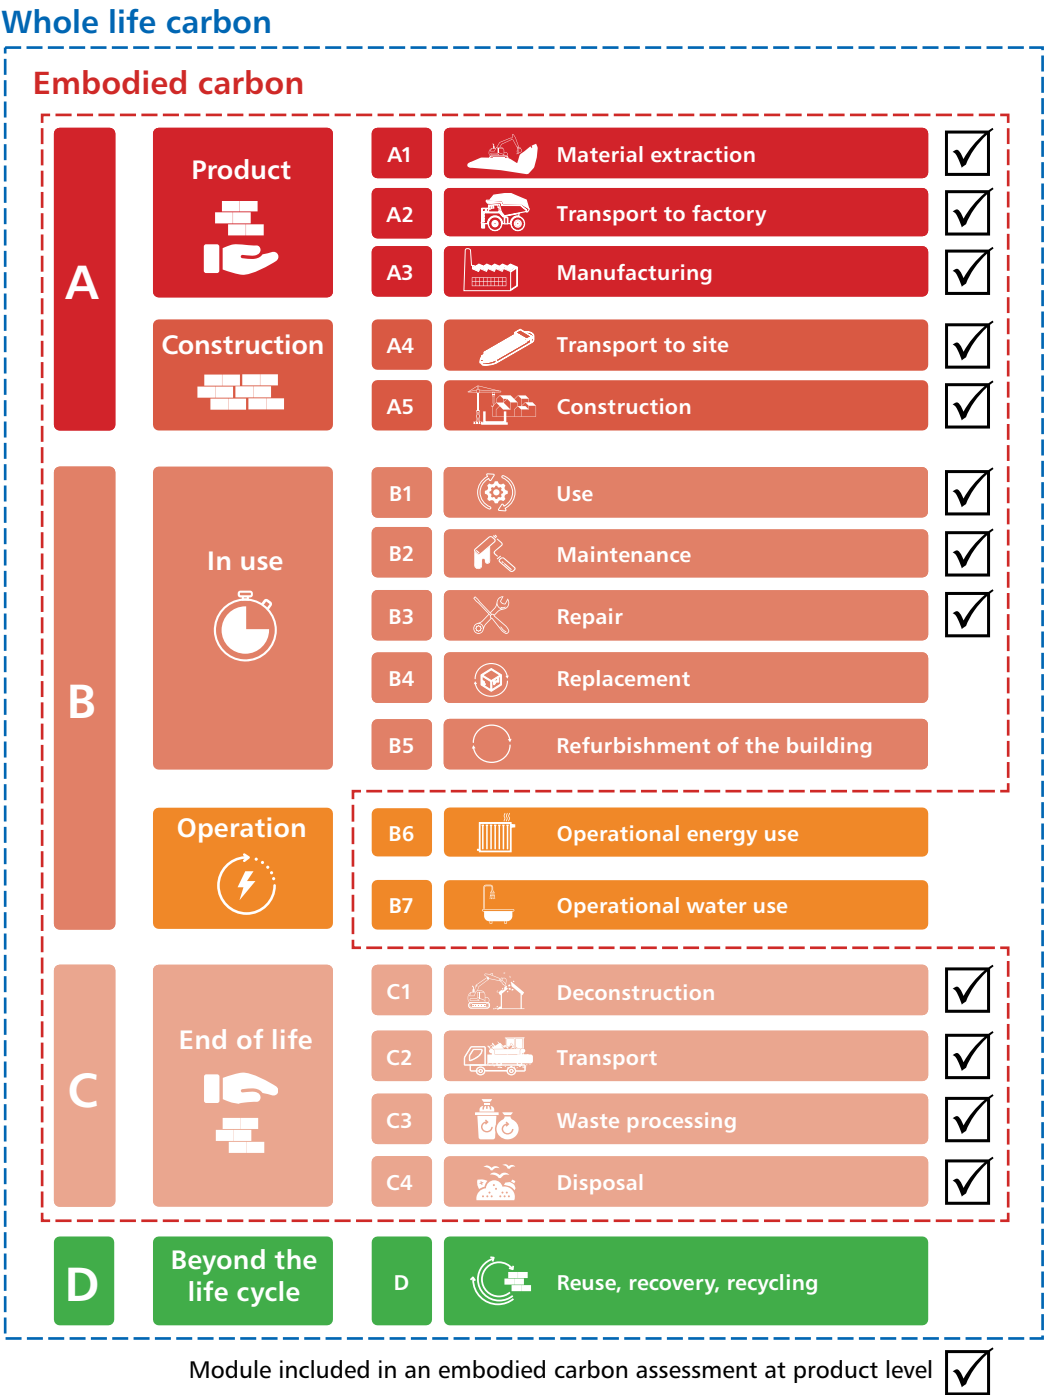 Whole life carbon
Embodied carbon
A
Product
A1
Material extraction
A2
Transport to factory
A3
Manufacturing
Construction
A4
Transport to site
A5
Construction
B
In use
B1
Use
B2
Maintenance
B3
Repair
B4
Replacement
B5
Refurbishment of the building
Operation
B6
Operational energy use
B7
Operational water use
C
End of life
C1
Deconstruction
C2
Transport
C3
Waste processing
C4
Disposal
D
Beyond the
life cycle
D
Reuse, recovery, recycling
Module included in an embodied carbon assessment at product level